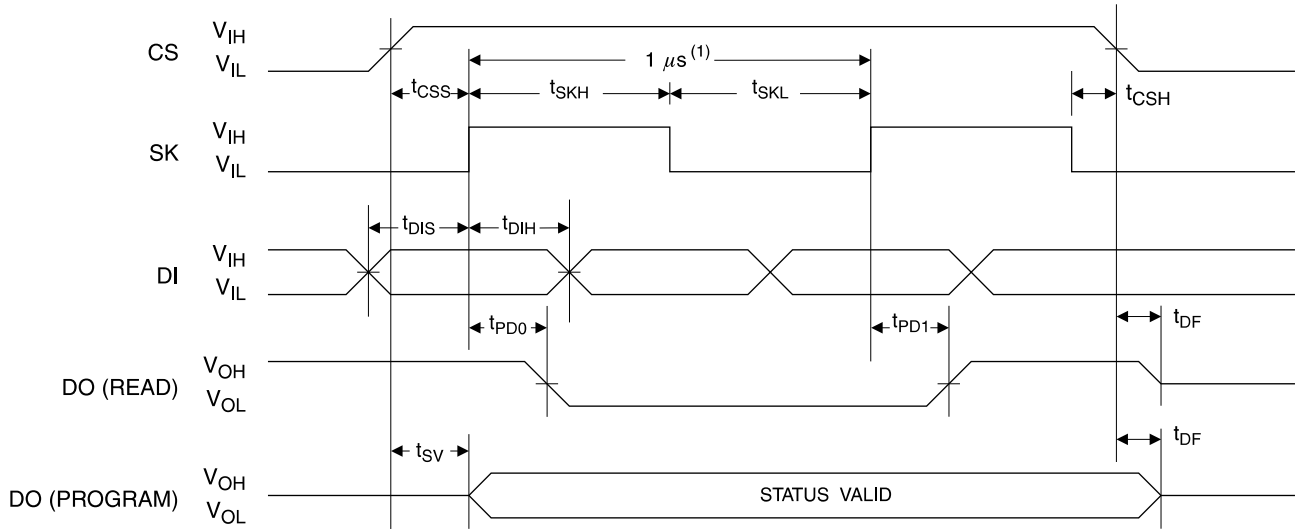 CS V_IH
V_IL
1 µs^(1)
t_CSS t_SKH t_SKL t_CSH
SK V_IH
V_IL
t_DIS t_DIH
DI V_IH
V_IL
t_PD0 t_PD1 t_DF
DO (READ) V_OH
V_OL
t_SV t_DF
DO (PROGRAM) V_OH
V_OL
STATUS VALID